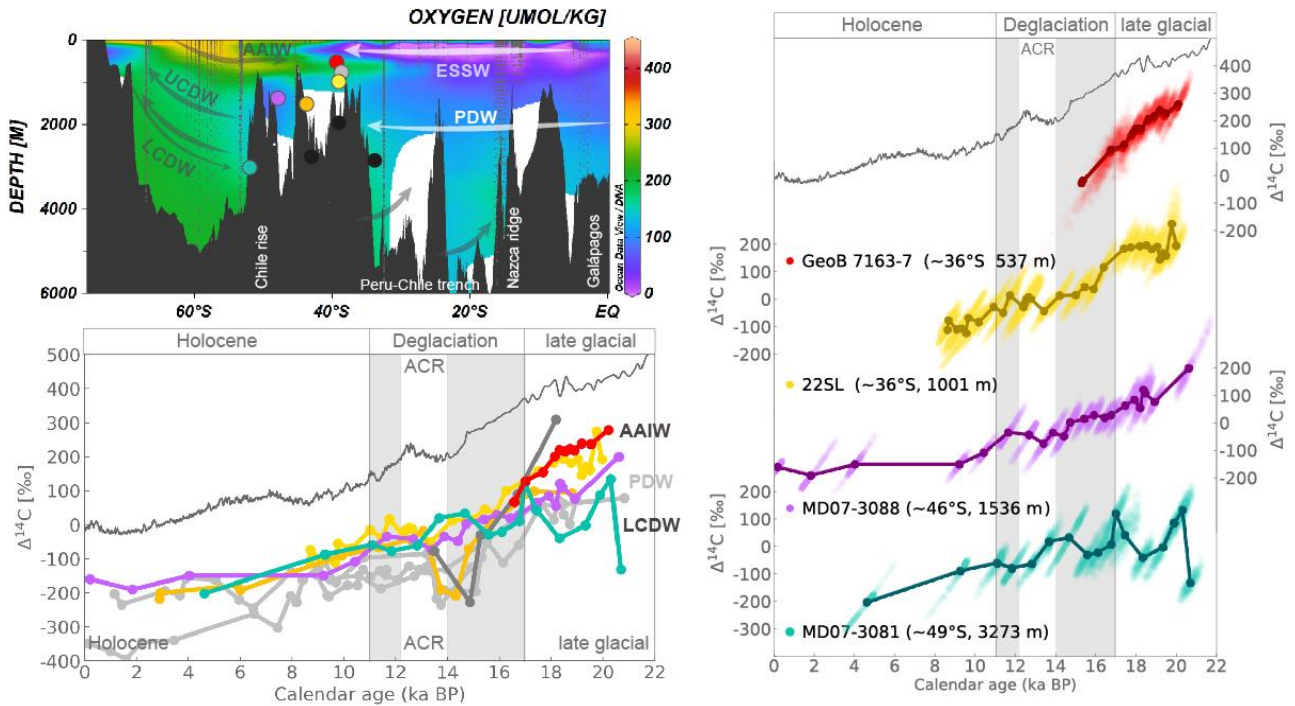 OXYGEN [UMOL/KG]
0
2000
4000
6000
DEPTH [M]
AAIW
ESSW
UCDW
PDW
LCDW
Chile rise
Peru-Chile trench
Nazca ridge
Galápagos
60°S
40°S
20°S
EQ
400
300
200
100
0
Ocean Data View / DIVA
Holocene
Deglaciation
late glacial
ACR
500
400
300
200
100
0
-100
-200
-300
-400
Δ14C [‰]
AAIW
PDW
LCDW
Holocene
ACR
late glacial
0 2 4 6 8 10 12 14 16 18 20 22
Calendar age (ka BP)
Holocene
Deglaciation
late glacial
ACR
400
300
200
100
0
-100
-200
Δ14C [‰]
GeoB 7163-7 (~36°S 537 m)
200
100
0
-100
-200
Δ14C [‰]
22SL (~36°S, 1001 m)
200
100
0
-100
-200
Δ14C [‰]
MD07-3088 (~46°S, 1536 m)
200
100
0
-100
-200
-300
Δ14C [‰]
MD07-3081 (~49°S, 3273 m)
0 2 4 6 8 10 12 14 16 18 20 22
Calendar age (ka BP)